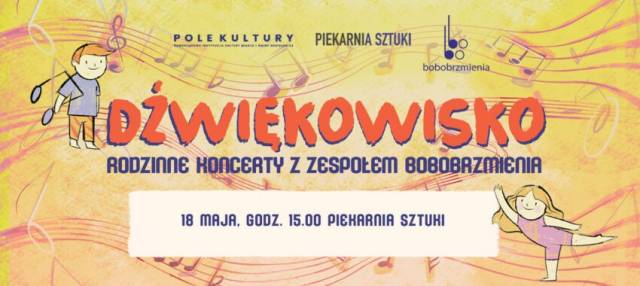 POLE KULTURY
PIEKARNIA SZTUKI
bobobrzmienia
DŹWIĘKOWISKO
RODZINNE KONCERTY Z ZESPOŁEM BOBOBRZMIENIA
18 MAJA, GODZ. 15.00 PIEKARNIA SZTUKI